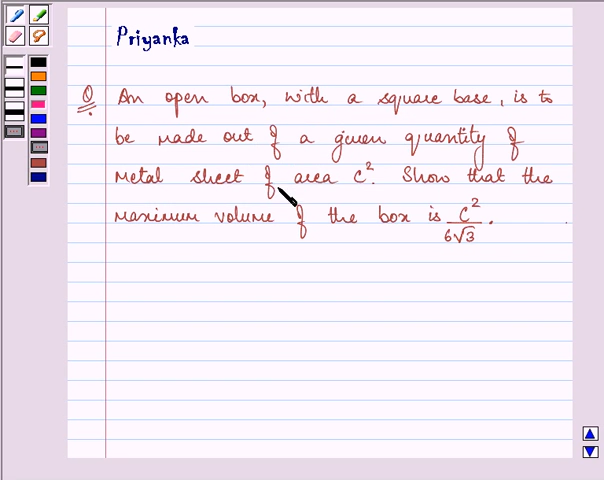 Priyanka
Q. An open box, with a square base, is to
be made out of a given quantity of
metal sheet of area C². Show that the
maximum volume of the box is C²/6√3.